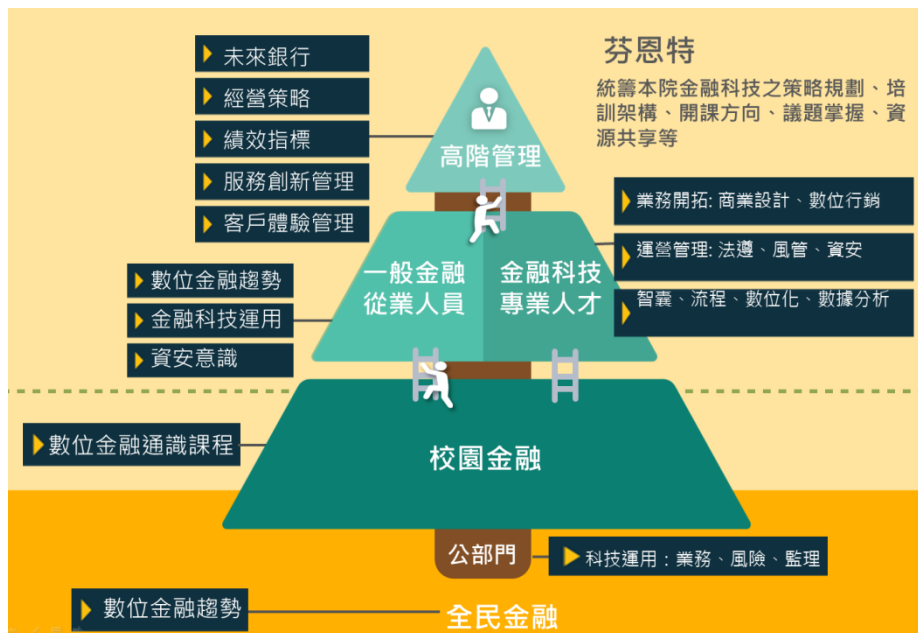 芬恩特
統籌本院金融科技之策略規劃、培
訓架構、開課方向、議題掌握、資
源共享等
未來銀行
經營策略
績效指標
服務創新管理
客戶體驗管理
高階管理
業務開拓: 商業設計、數位行銷
運營管理: 法遵、風管、資安
智囊、流程、數位化、數據分析
一般金融
從業人員
金融科技
專業人才
數位金融趨勢
金融科技運用
資安意識
數位金融通識課程
校園金融
公部門
科技運用：業務、風險、監理
數位金融趨勢
全民金融